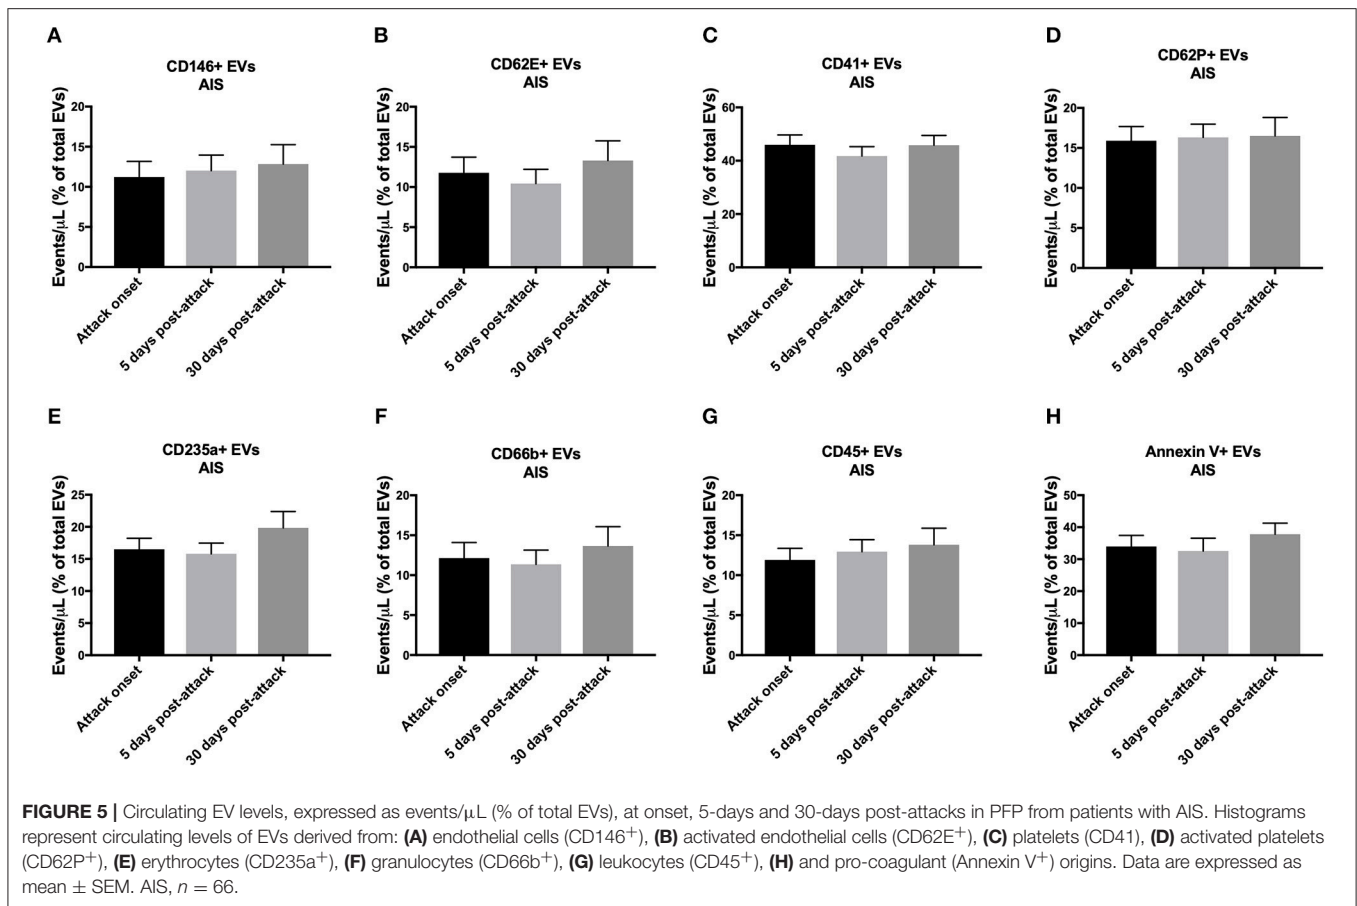 A
CD146+ EVs
AIS
Events/μL (% of total EVs)
20
15
10
5
0
Attack onset
5 days post-attack
30 days post-attack
B
CD62E+ EVs
AIS
Events/μL (% of total EVs)
20
15
10
5
0
Attack onset
5 days post-attack
30 days post-attack
C
CD41+ EVs
AIS
Events/μL (% of total EVs)
60
40
20
0
Attack onset
5 days post-attack
30 days post-attack
D
CD62P+ EVs
AIS
Events/μL (% of total EVs)
20
15
10
5
0
Attack onset
5 days post-attack
30 days post-attack
E
CD235a+ EVs
AIS
Events/μL (% of total EVs)
25
20
15
10
5
0
Attack onset
5 days post-attack
30 days post-attack
F
CD66b+ EVs
AIS
Events/μL (% of total EVs)
20
15
10
5
0
Attack onset
5 days post-attack
30 days post-attack
G
CD45+ EVs
AIS
Events/μL (% of total EVs)
20
15
10
5
0
Attack onset
5 days post-attack
30 days post-attack
H
Annexin V+ EVs
AIS
Events/μL (% of total EVs)
50
40
30
20
10
0
Attack onset
5 days post-attack
30 days post-attack
FIGURE 5 | Circulating EV levels, expressed as events/μL (% of total EVs), at onset, 5-days and 30-days post-attacks in PFP from patients with AIS. Histograms
represent circulating levels of EVs derived from: (A) endothelial cells (CD146⁺), (B) activated endothelial cells (CD62E⁺), (C) platelets (CD41), (D) activated platelets
(CD62P⁺), (E) erythrocytes (CD235a⁺), (F) granulocytes (CD66b⁺), (G) leukocytes (CD45⁺), (H) and pro-coagulant (Annexin V⁺) origins. Data are expressed as
mean ± SEM. AIS, n = 66.